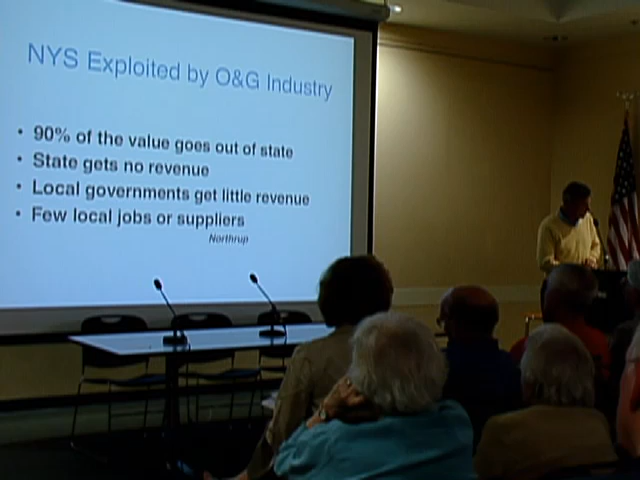 NYS Exploited by O&G Industry
• 90% of the value goes out of state
• State gets no revenue
• Local governments get little revenue
• Few local jobs or suppliers
Northrup